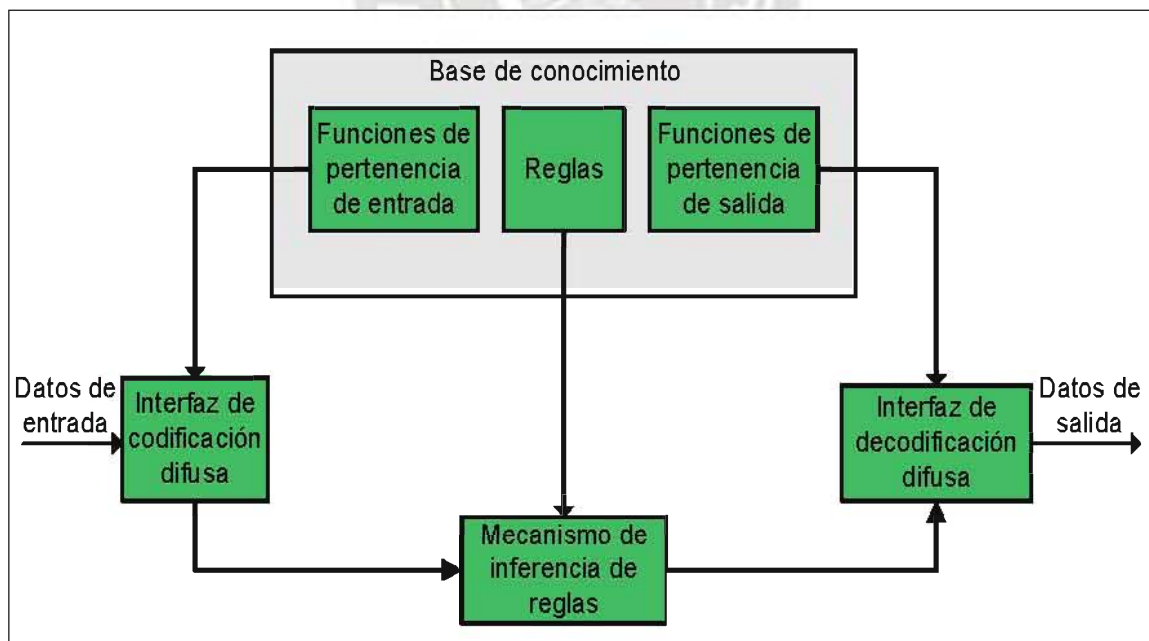 Base de conocimiento
Funciones de
pertenencia
de entrada
Reglas
Funciones de
pertenencia
de salida
Datos de
entrada
Interfaz de
codificación
difusa
Interfaz de
decodificación
difusa
Datos de
salida
Mecanismo de
inferencia de
reglas